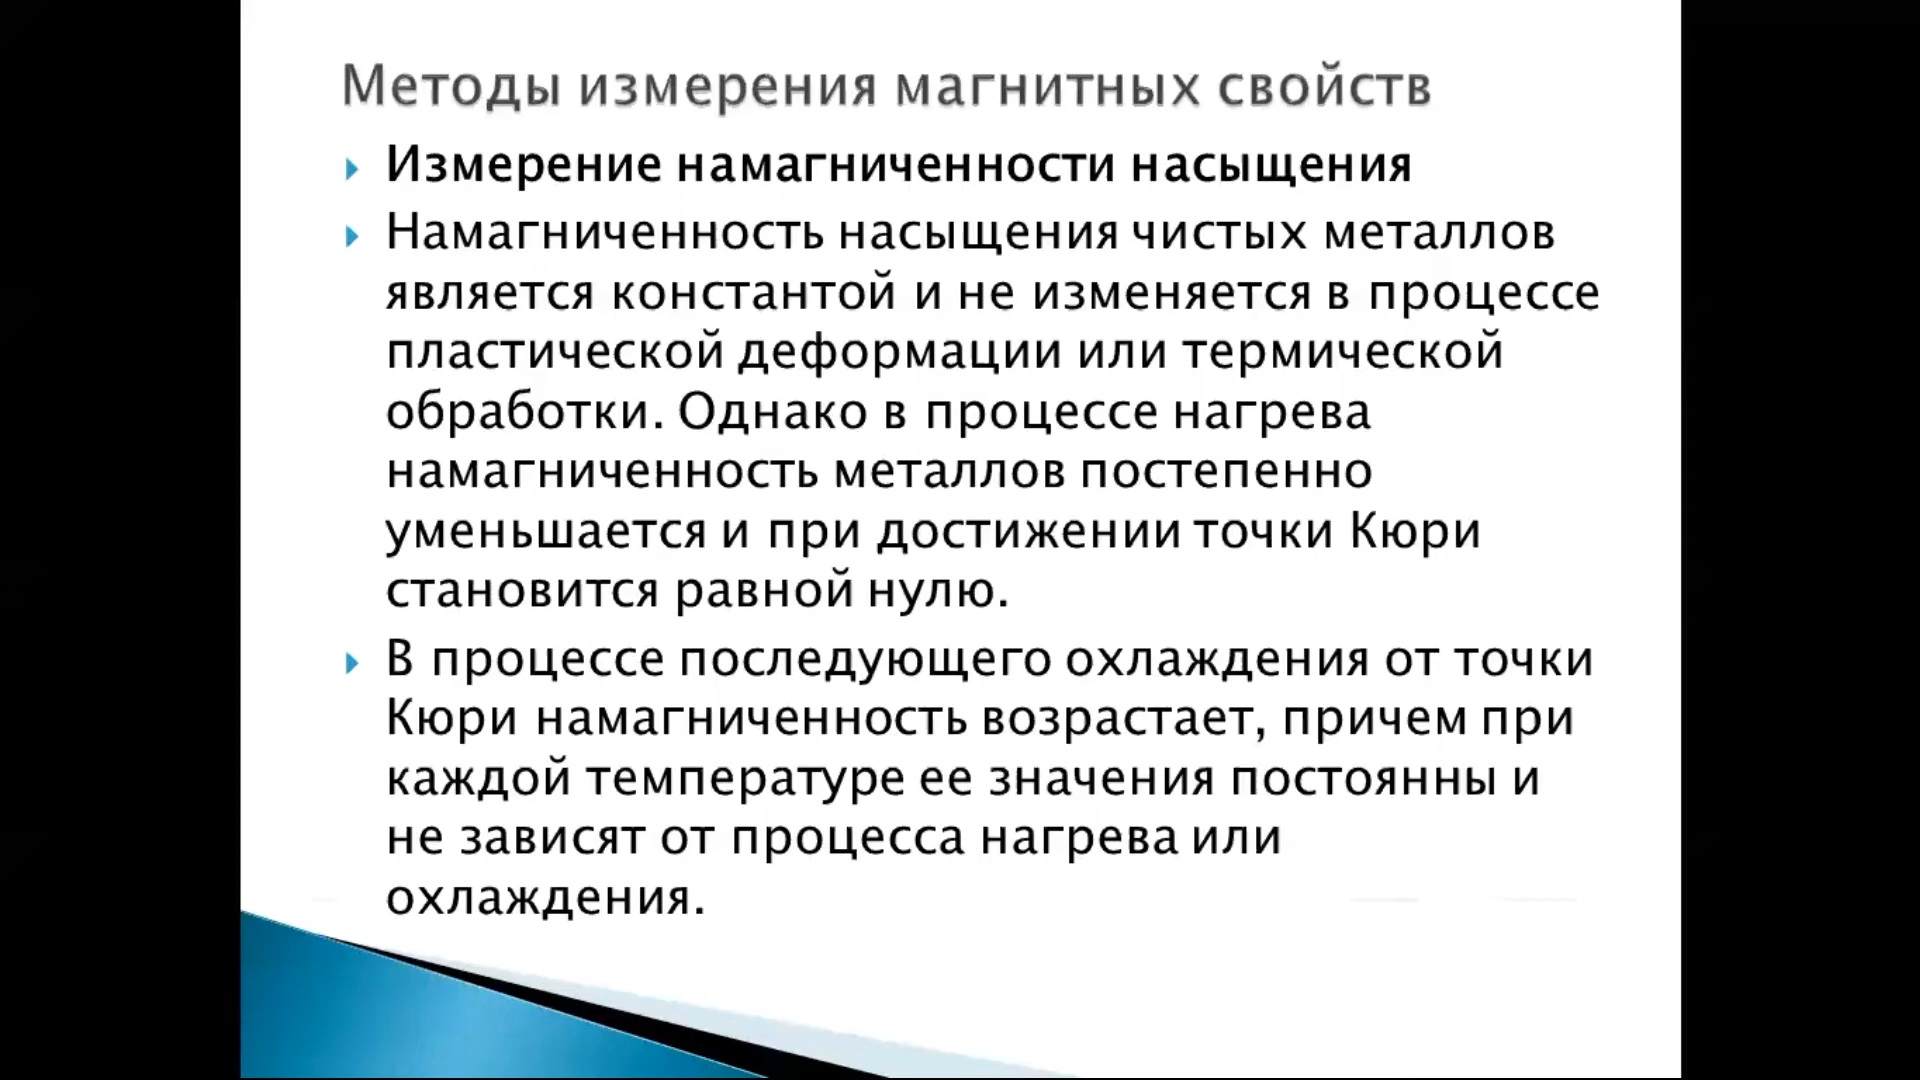 Методы измерения магнитных свойств
Измерение намагниченности насыщения
Намагниченность насыщения чистых металлов
является константой и не изменяется в процессе
пластической деформации или термической
обработки. Однако в процессе нагрева
намагниченность металлов постепенно
уменьшается и при достижении точки Кюри
становится равной нулю.
В процессе последующего охлаждения от точки
Кюри намагниченность возрастает, причем при
каждой температуре ее значения постоянны и
не зависят от процесса нагрева или
охлаждения.